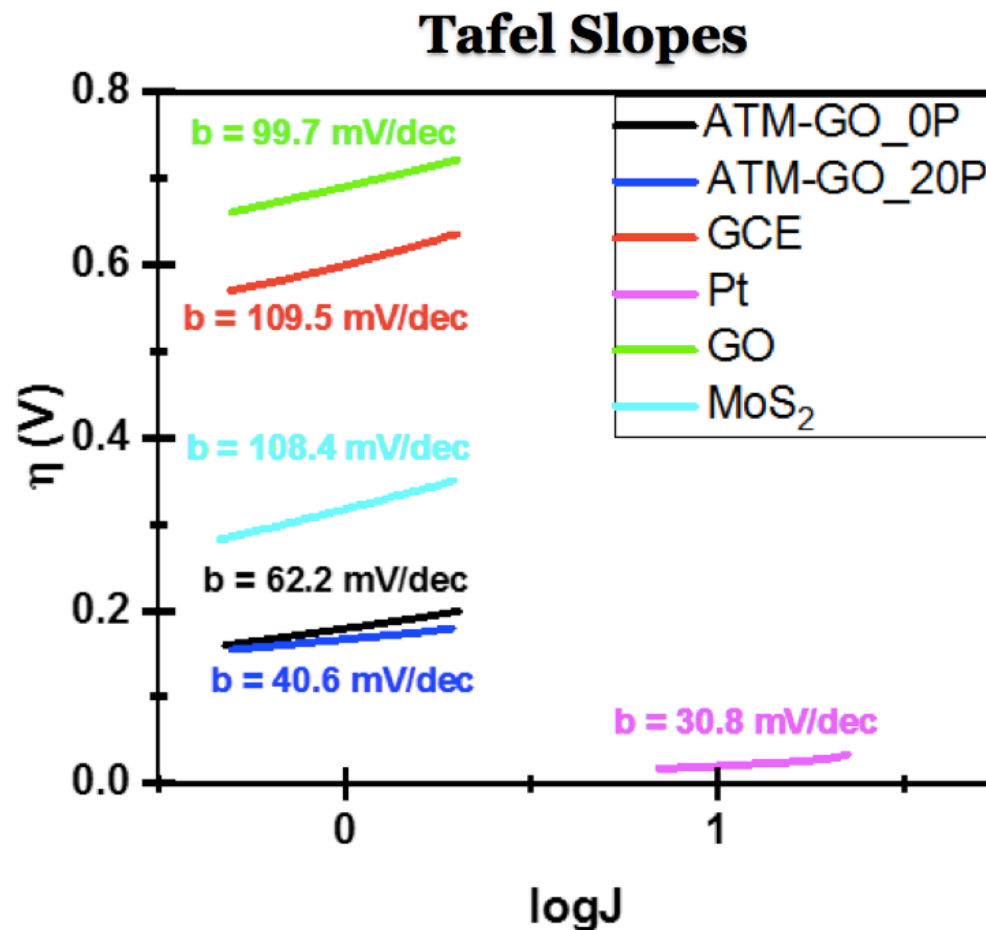 Tafel Slopes
0.8
0.6
0.4
0.2
0.0
η (V)
b = 99.7 mV/dec
b = 109.5 mV/dec
b = 108.4 mV/dec
b = 62.2 mV/dec
b = 40.6 mV/dec
b = 30.8 mV/dec
ATM-GO_0P
ATM-GO_20P
GCE
Pt
GO
MoS₂
0 1
logJ